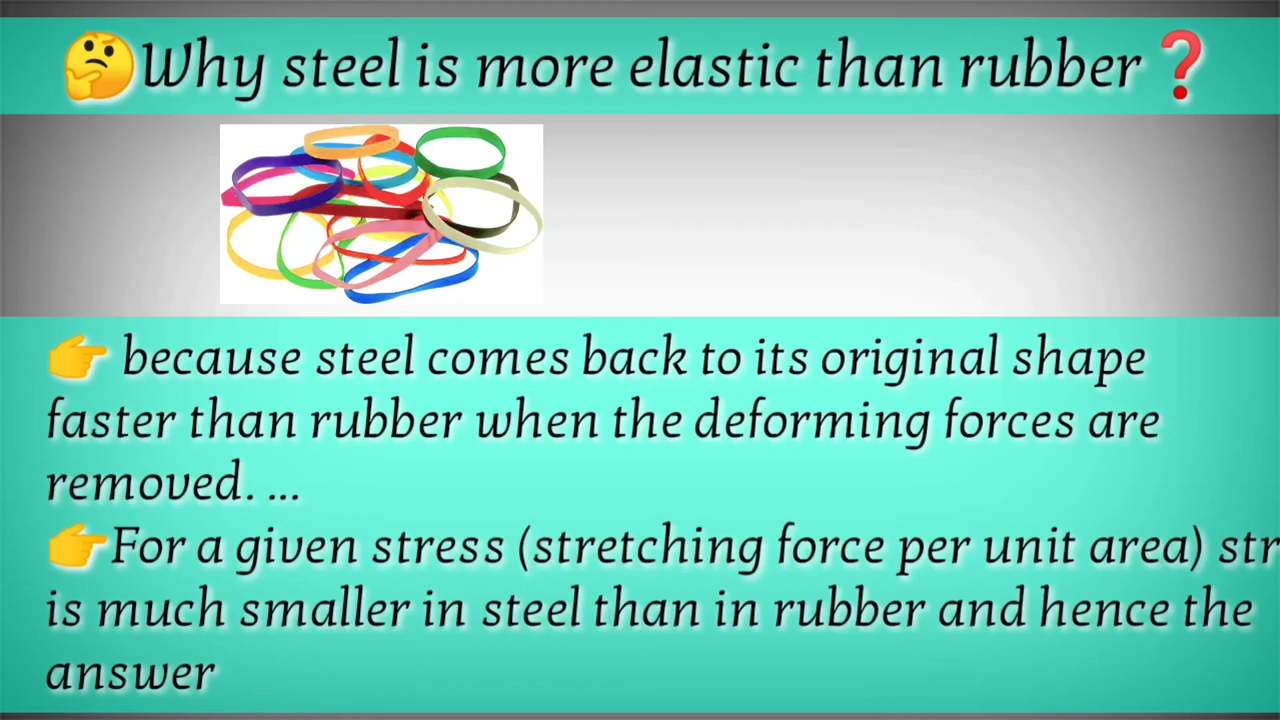 🤔Why steel is more elastic than rubber❓
👉 because steel comes back to its original shape
faster than rubber when the deforming forces are
removed. ...
👉For a given stress (stretching force per unit area) str
is much smaller in steel than in rubber and hence the
answer